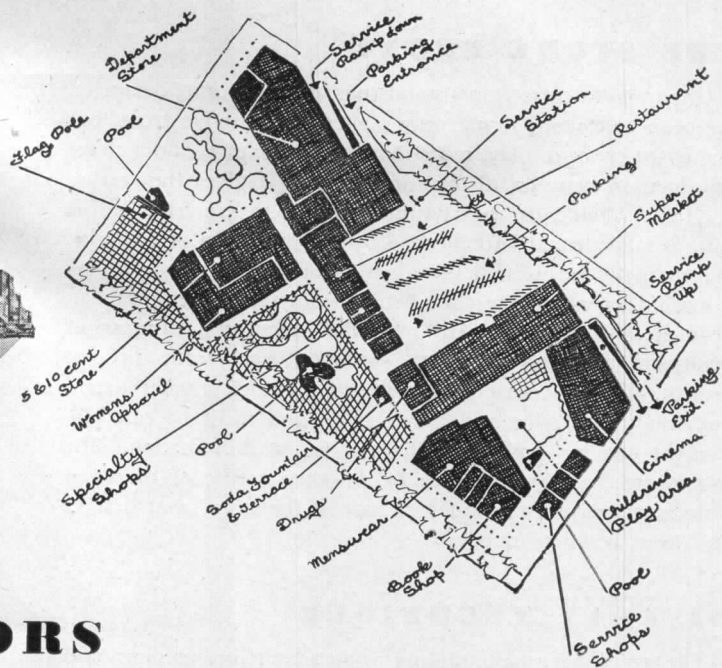 Department
Store
Service
Ramp down
Parking
Entrance
Service
Station
Restaurant
Parking
Super
Market
Service
Ramp
Up
Parking
Exit
Cinema
Childrens
Play Area
Pool
Service
Shops
Book
Shop
Menswear
Drugs
Soda Fountain
& Terrace
Pool
Specialty
Shops
Womens
Apparel
5 & 10 cent
Store
Flag Pole
Pool
ORS